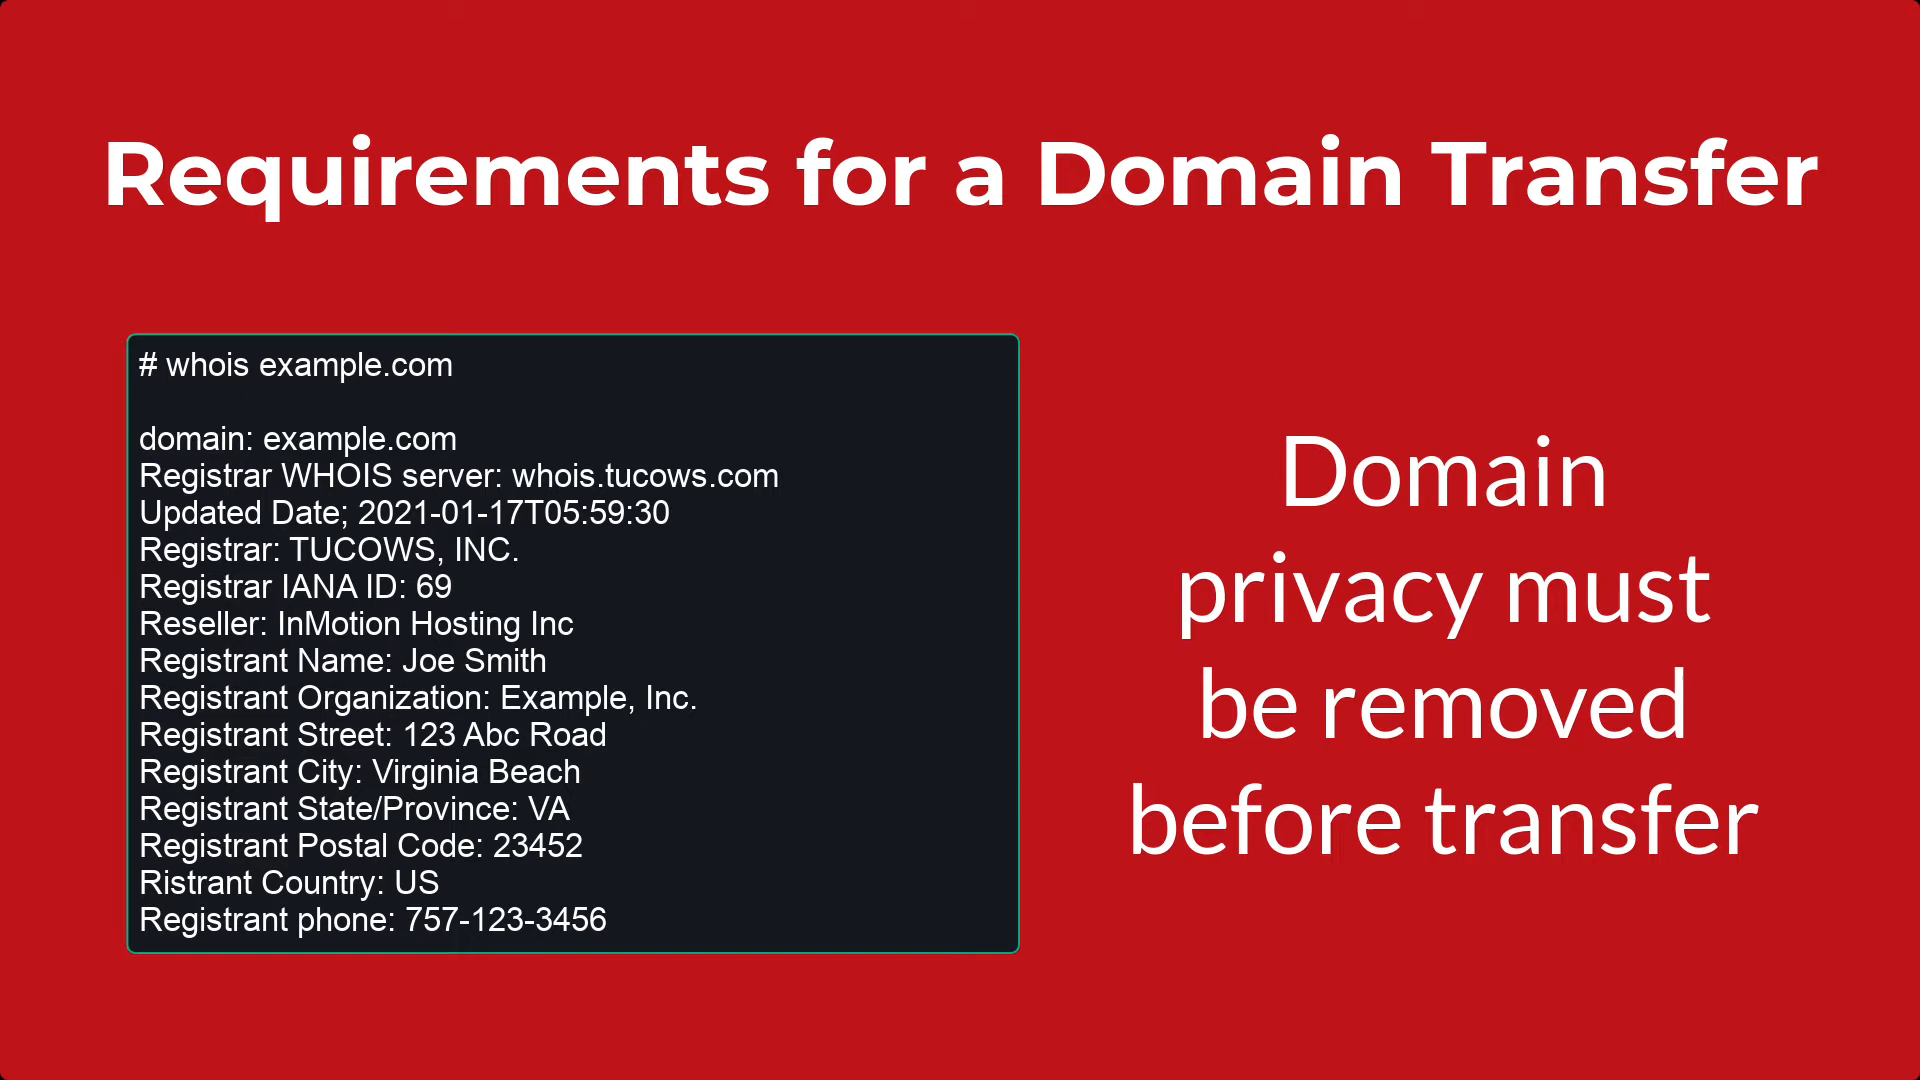 Requirements for a Domain Transfer
# whois example.com
domain: example.com
Registrar WHOIS server: whois.tucows.com
Updated Date; 2021-01-17T05:59:30
Registrar: TUCOWS, INC.
Registrar IANA ID: 69
Reseller: InMotion Hosting Inc
Registrant Name: Joe Smith
Registrant Organization: Example, Inc.
Registrant Street: 123 Abc Road
Registrant City: Virginia Beach
Registrant State/Province: VA
Registrant Postal Code: 23452
Ristrant Country: US
Registrant phone: 757-123-3456
Domain
privacy must
be removed
before transfer